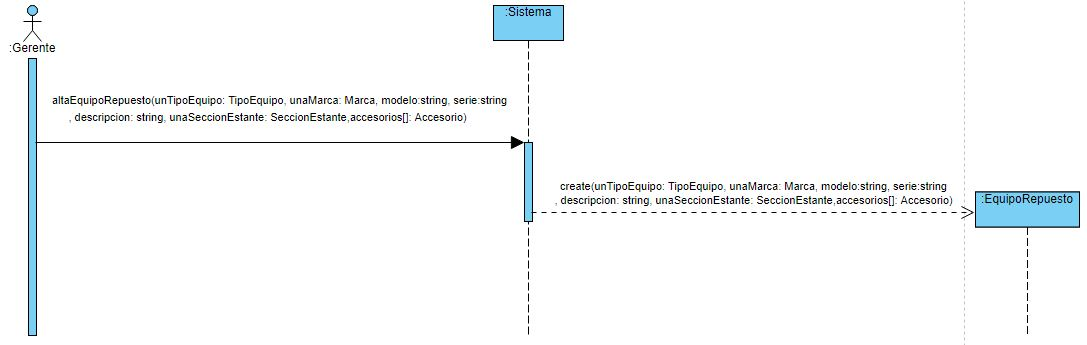 :Sistema
:Gerente
altaEquipoRepuesto(unTipoEquipo: TipoEquipo, unaMarca: Marca, modelo:string, serie:string
, descripcion: string, unaSeccionEstante: SeccionEstante,accesorios[]: Accesorio)
create(unTipoEquipo: TipoEquipo, unaMarca: Marca, modelo:string, serie:string
, descripcion: string, unaSeccionEstante: SeccionEstante,accesorios[]: Accesorio)
:EquipoRepuesto